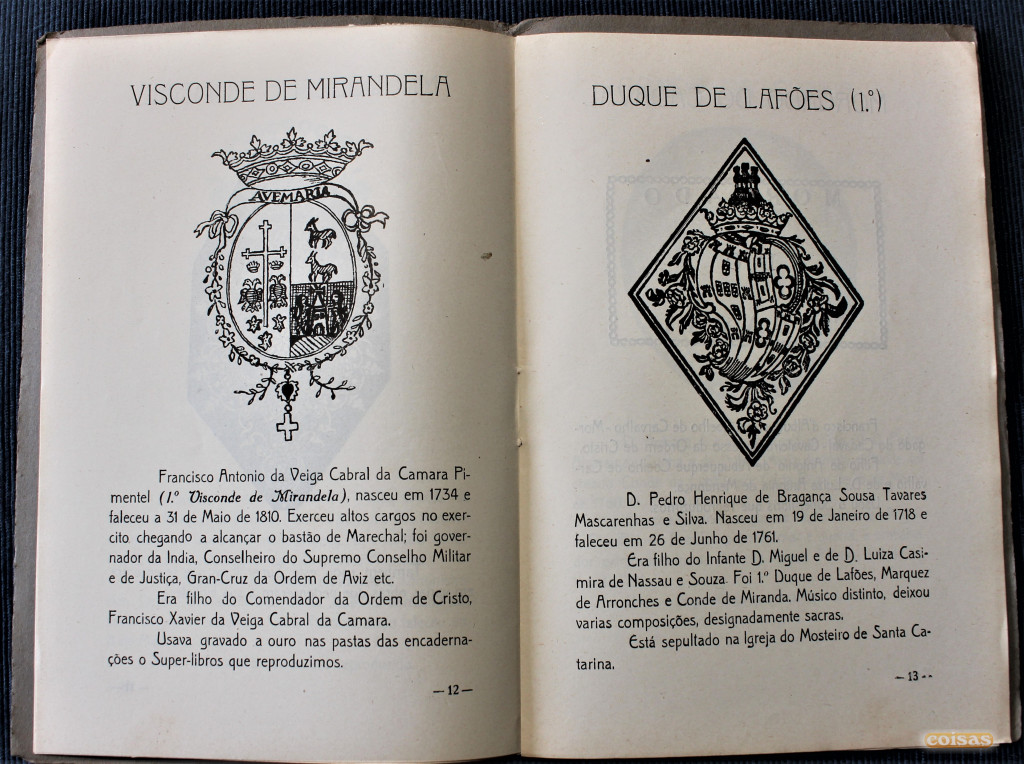 VISCONDE DE MIRANDELA
AVEMARIA
Francisco Antonio da Veiga Cabral da Camara Pi-
mentel (1.º Visconde de Mirandela), nasceu em 1734 e
faleceu a 31 de Maio de 1810. Exerceu altos cargos no exer-
cito chegando a alcançar o bastão de Marechal; foi gover-
nador da India, Conselheiro do Supremo Conselho Militar
e de Justiça, Gran-Cruz da Ordem de Aviz etc.
Era filho do Comendador da Ordem de Cristo,
Francisco Xavier da Veiga Cabral da Camara.
Usava gravado a ouro nas pastas das encaderna-
ções o Super-libros que reproduzimos.
—12—
DUQUE DE LAFÕES (1.º)
D. Pedro Henrique de Bragança Sousa Tavares
Mascarenhas e Silva. Nasceu em 19 de Janeiro de 1718 e
faleceu em 26 de Junho de 1761.
Era filho do Infante D. Miguel e de D. Luiza Casi-
mira de Nassau e Souza. Foi 1.º Duque de Lafões, Marquez
de Arronches e Conde de Miranda. Músico distinto, deixou
varias composições, designadamente sacras.
Está sepultado na Igreja do Mosteiro de Santa Ca-
tarina.
—13--
coisas